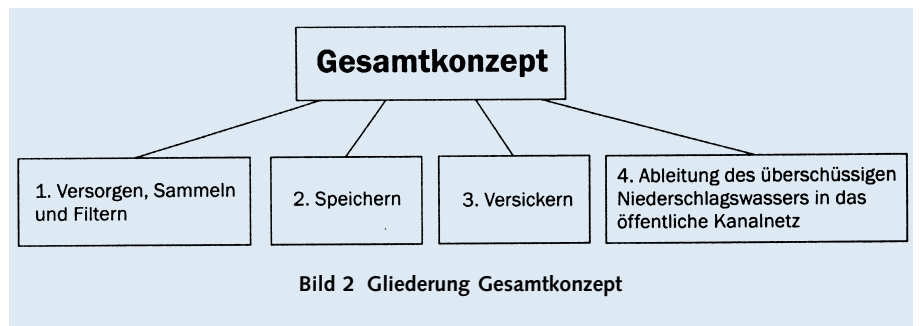 Gesamtkonzept
1. Versorgen, Sammeln
und Filtern
2. Speichern
3. Versickern
4. Ableitung des überschüssigen
Niederschlagswassers in das
öffentliche Kanalnetz
Bild 2 Gliederung Gesamtkonzept